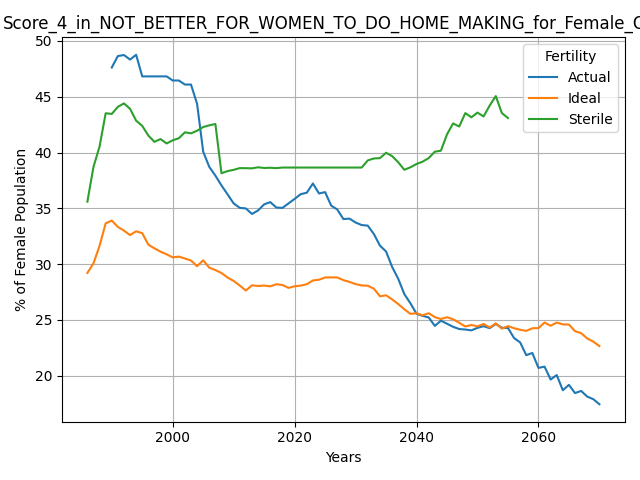 Score_4_in_NOT_BETTER_FOR_WOMEN_TO_DO_HOME_MAKING_for_Female_
Fertility
Actual
Ideal
Sterile
% of Female Population
50
45
40
35
30
25
20
2000
2020
2040
2060
Years